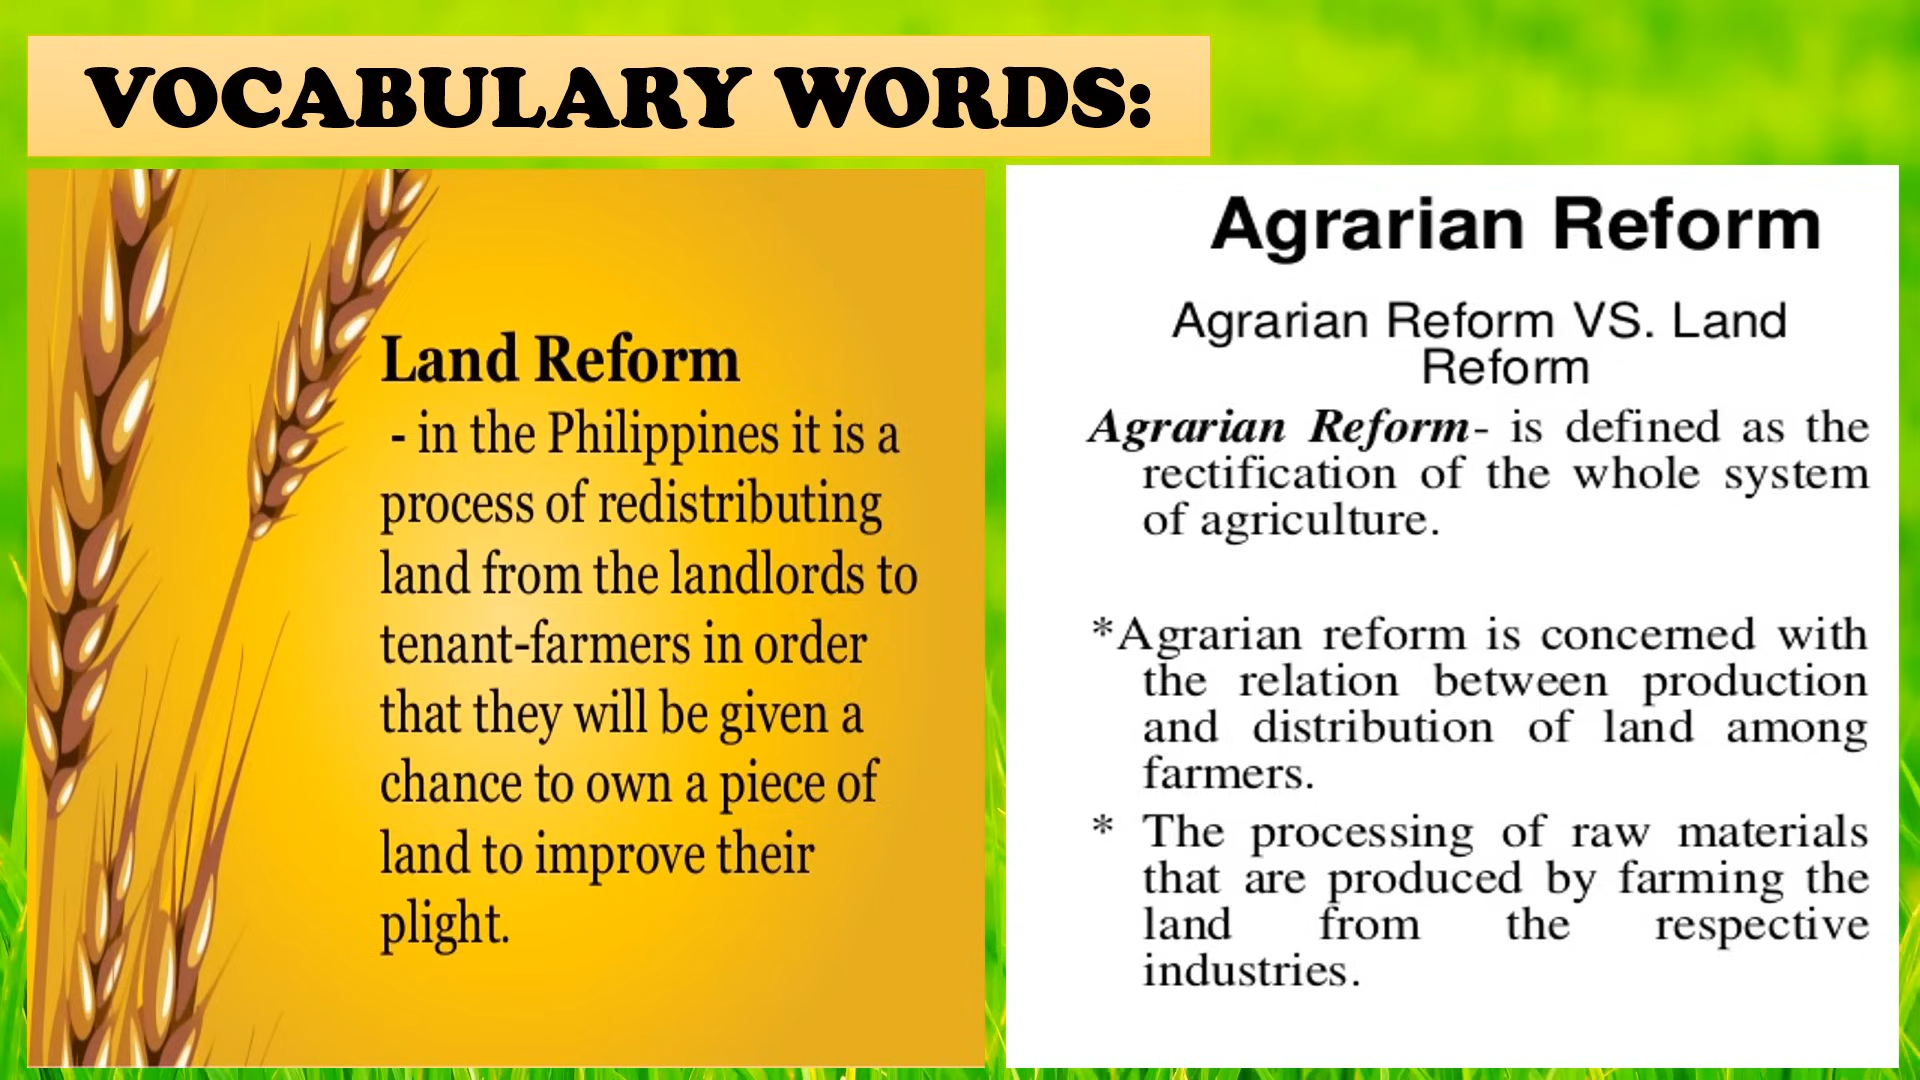 VOCABULARY WORDS:
Land Reform
- in the Philippines it is a
process of redistributing
land from the landlords to
tenant-farmers in order
that they will be given a
chance to own a piece of
land to improve their
plight.
Agrarian Reform
Agrarian Reform VS. Land
Reform
Agrarian Reform- is defined as the
rectification of the whole system
of agriculture.
*Agrarian reform is concerned with
the relation between production
and distribution of land among
farmers.
* The processing of raw materials
that are produced by farming the
land from the respective
industries.